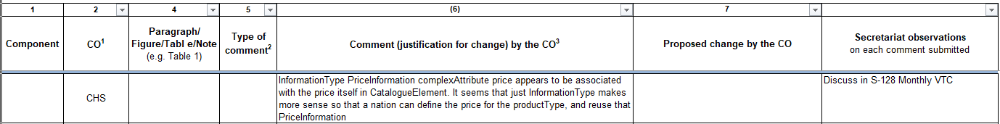 1 2 4 5 (6) 7
Component
CO1
Paragraph/
Figure/Tabl e/Note
(e.g. Table 1)
Type of
comment2
Comment (justification for change) by the CO3
Proposed change by the CO
Secretariat observations
on each comment submitted
CHS
InformationType PriceInformation complexAttribute price appears to be associated
with the price itself in CatalogueElement. It seems that just InformationType makes
more sense so that a nation can define the price for the productType, and reuse that
PriceInformation
Discuss in S-128 Monthly VTC